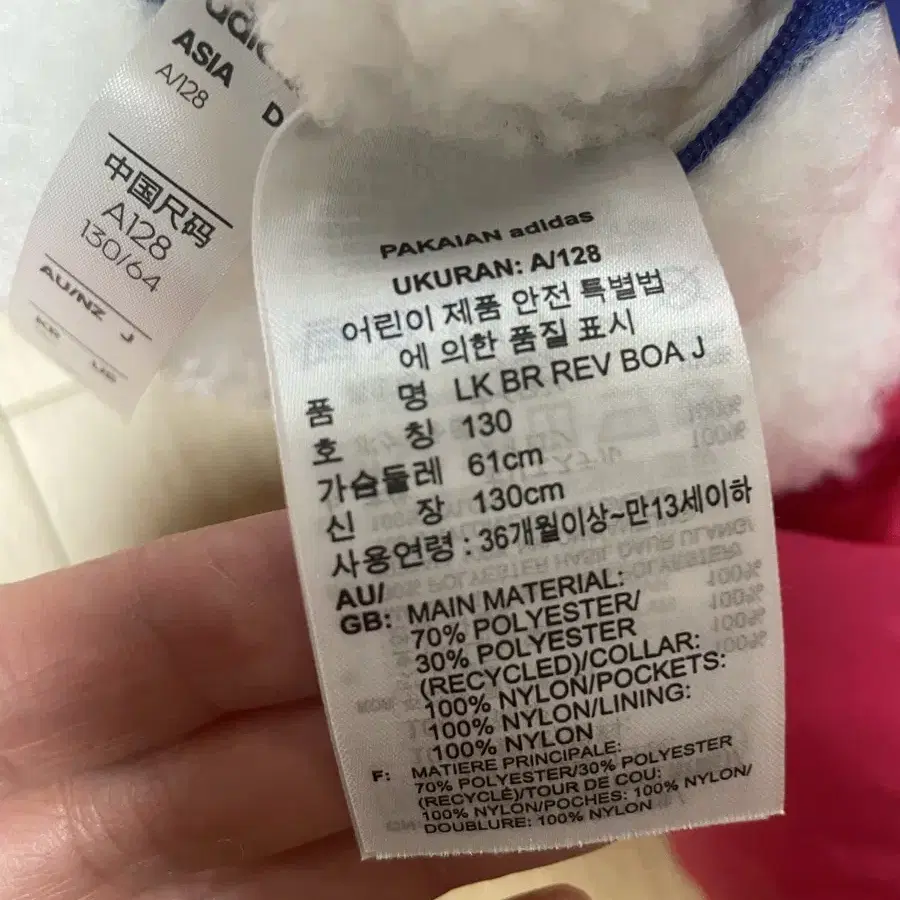 adidas
ASIA D
A/128
中国尺码
A128
130/64
AU/NZ J
KR US
PAKAIAN adidas
UKURAN: A/128
어린이 제품 안전 특별법
에 의한 품질 표시
품 명 LK BR REV BOA J
호 칭 130
가슴둘레 61cm
신 장 130cm
사용연령 : 36개월이상~만13세이하
AU/
GB: MAIN MATERIAL:
70% POLYESTER/
30% POLYESTER
(RECYCLED)/COLLAR:
100% NYLON/POCKETS:
100% NYLON/LINING:
100% NYLON
F: MATIERE PRINCIPALE:
70% POLYESTER/30% POLYESTER
(RECYCLÉ)/TOUR DE COU:
100% NYLON/POCHES: 100% NYLON/
DOUBLURE: 100% NYLON